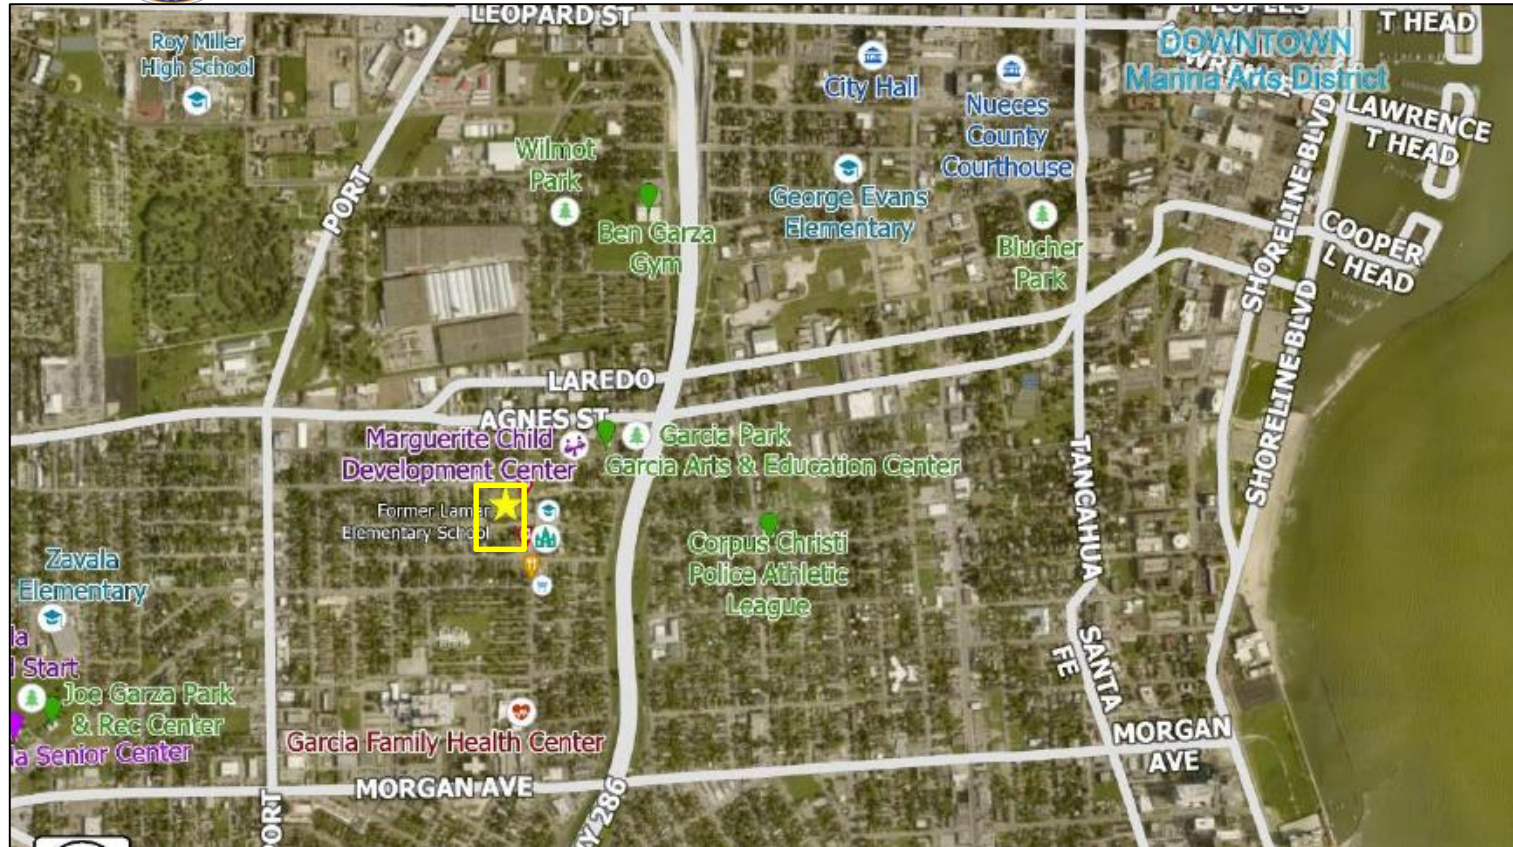 LEOPARD ST
PEOPLES
T HEAD
Roy Miller
High School
DOWNTOWN
Marina Arts District
City Hall
Nueces
County
Courthouse
LAWRENCE
T HEAD
SHORELINE BLVD
Wilmot
Park
PORT
George Evans
Elementary
Ben Garza
Gym
Blucher
Park
COOPER
L HEAD
LAREDO
AGNES ST
SHORELINE BLVD
Marguerite Child
Development Center
Garcia Park
Garcia Arts & Education Center
TANCAHUA
Former Lamar
Elementary School
Corpus Christi
Police Athletic
League
Zavala
Elementary
la
Start
SANTA
FE
Joe Garza Park
& Rec Center
la Senior Center
Garcia Family Health Center
MORGAN
AVE
MORGAN AVE
PORT
286